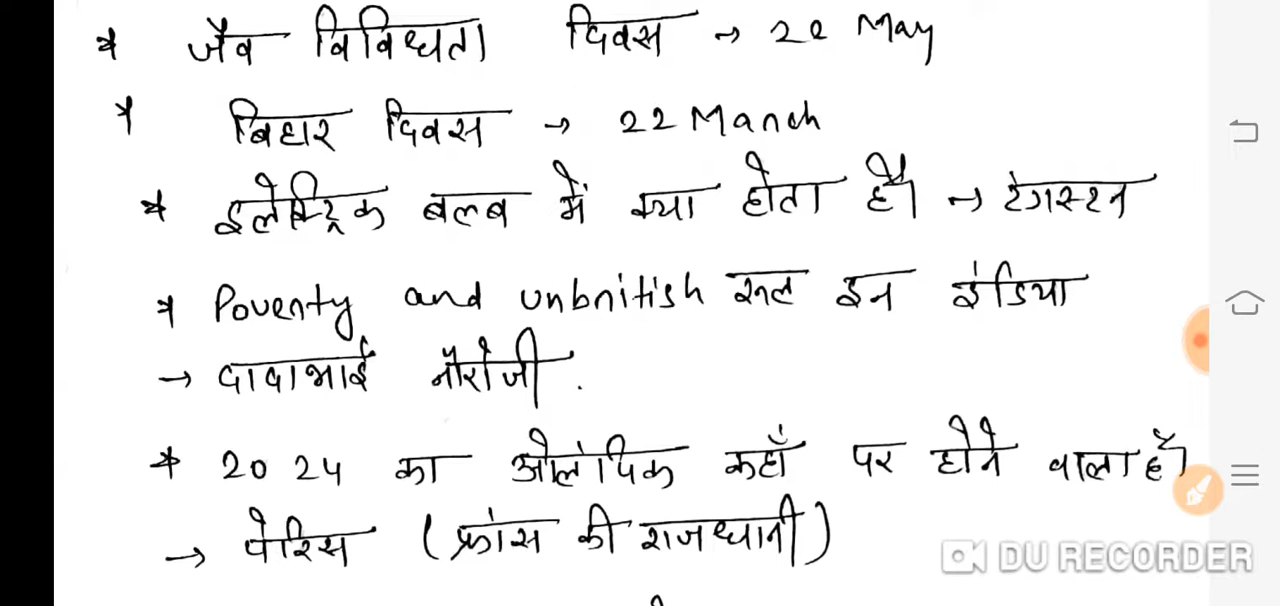 * जैव विविधता दिवस → 22 May
* बिहार दिवस → 22 March
* इलेक्ट्रिक बल्ब में क्या होता है। → टंगस्टन
* Poverty and unbritish रूल इन इंडिया
→ दादाभाई नौरोजी.
* 2024 का ओलंपिक कहाँ पर होने वाला है।
→ पेरिस (फ्रांस की राजधानी)
DU RECORDER